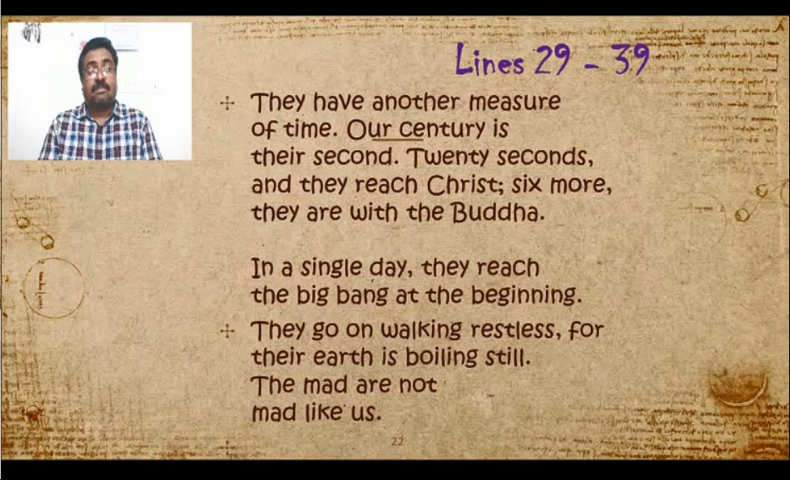 Lines 29 - 39
They have another measure
of time. Our century is
their second. Twenty seconds,
and they reach Christ; six more,
they are with the Buddha.
In a single day, they reach
the big bang at the beginning.
They go on walking restless, for
their earth is boiling still.
The mad are not
mad like us.
22